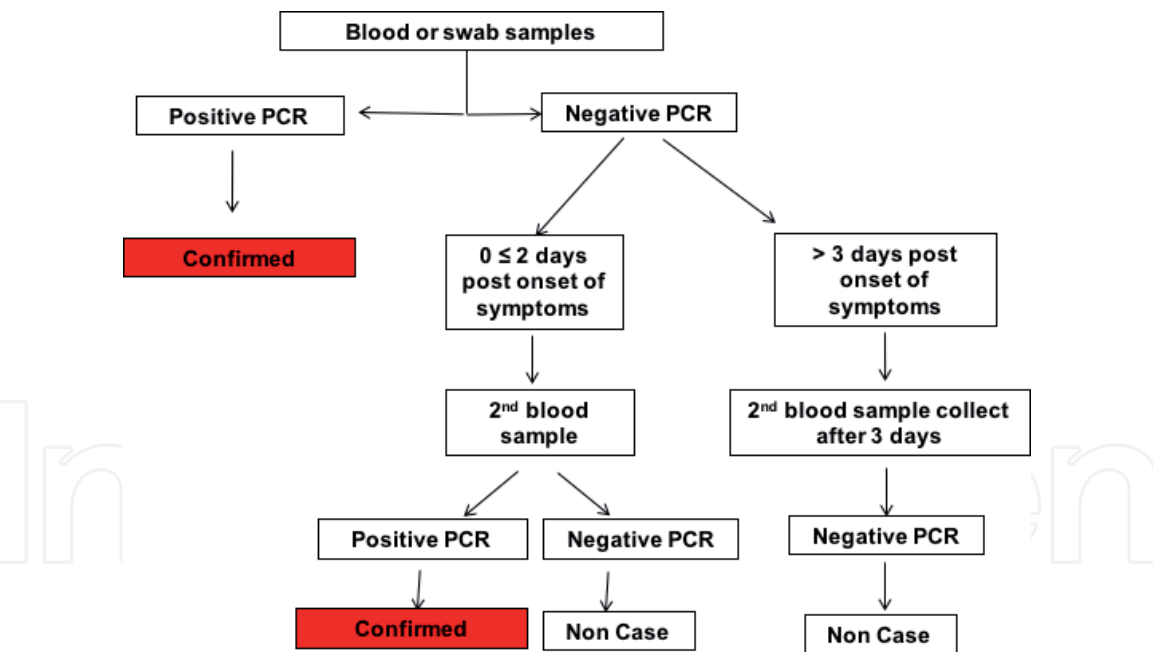 Blood or swab samples
Positive PCR
Negative PCR
Confirmed
0 ≤ 2 days
post onset of
symptoms
> 3 days post
onset of
symptoms
2nd blood
sample
2nd blood sample collect
after 3 days
Positive PCR
Negative PCR
Negative PCR
Confirmed
Non Case
Non Case